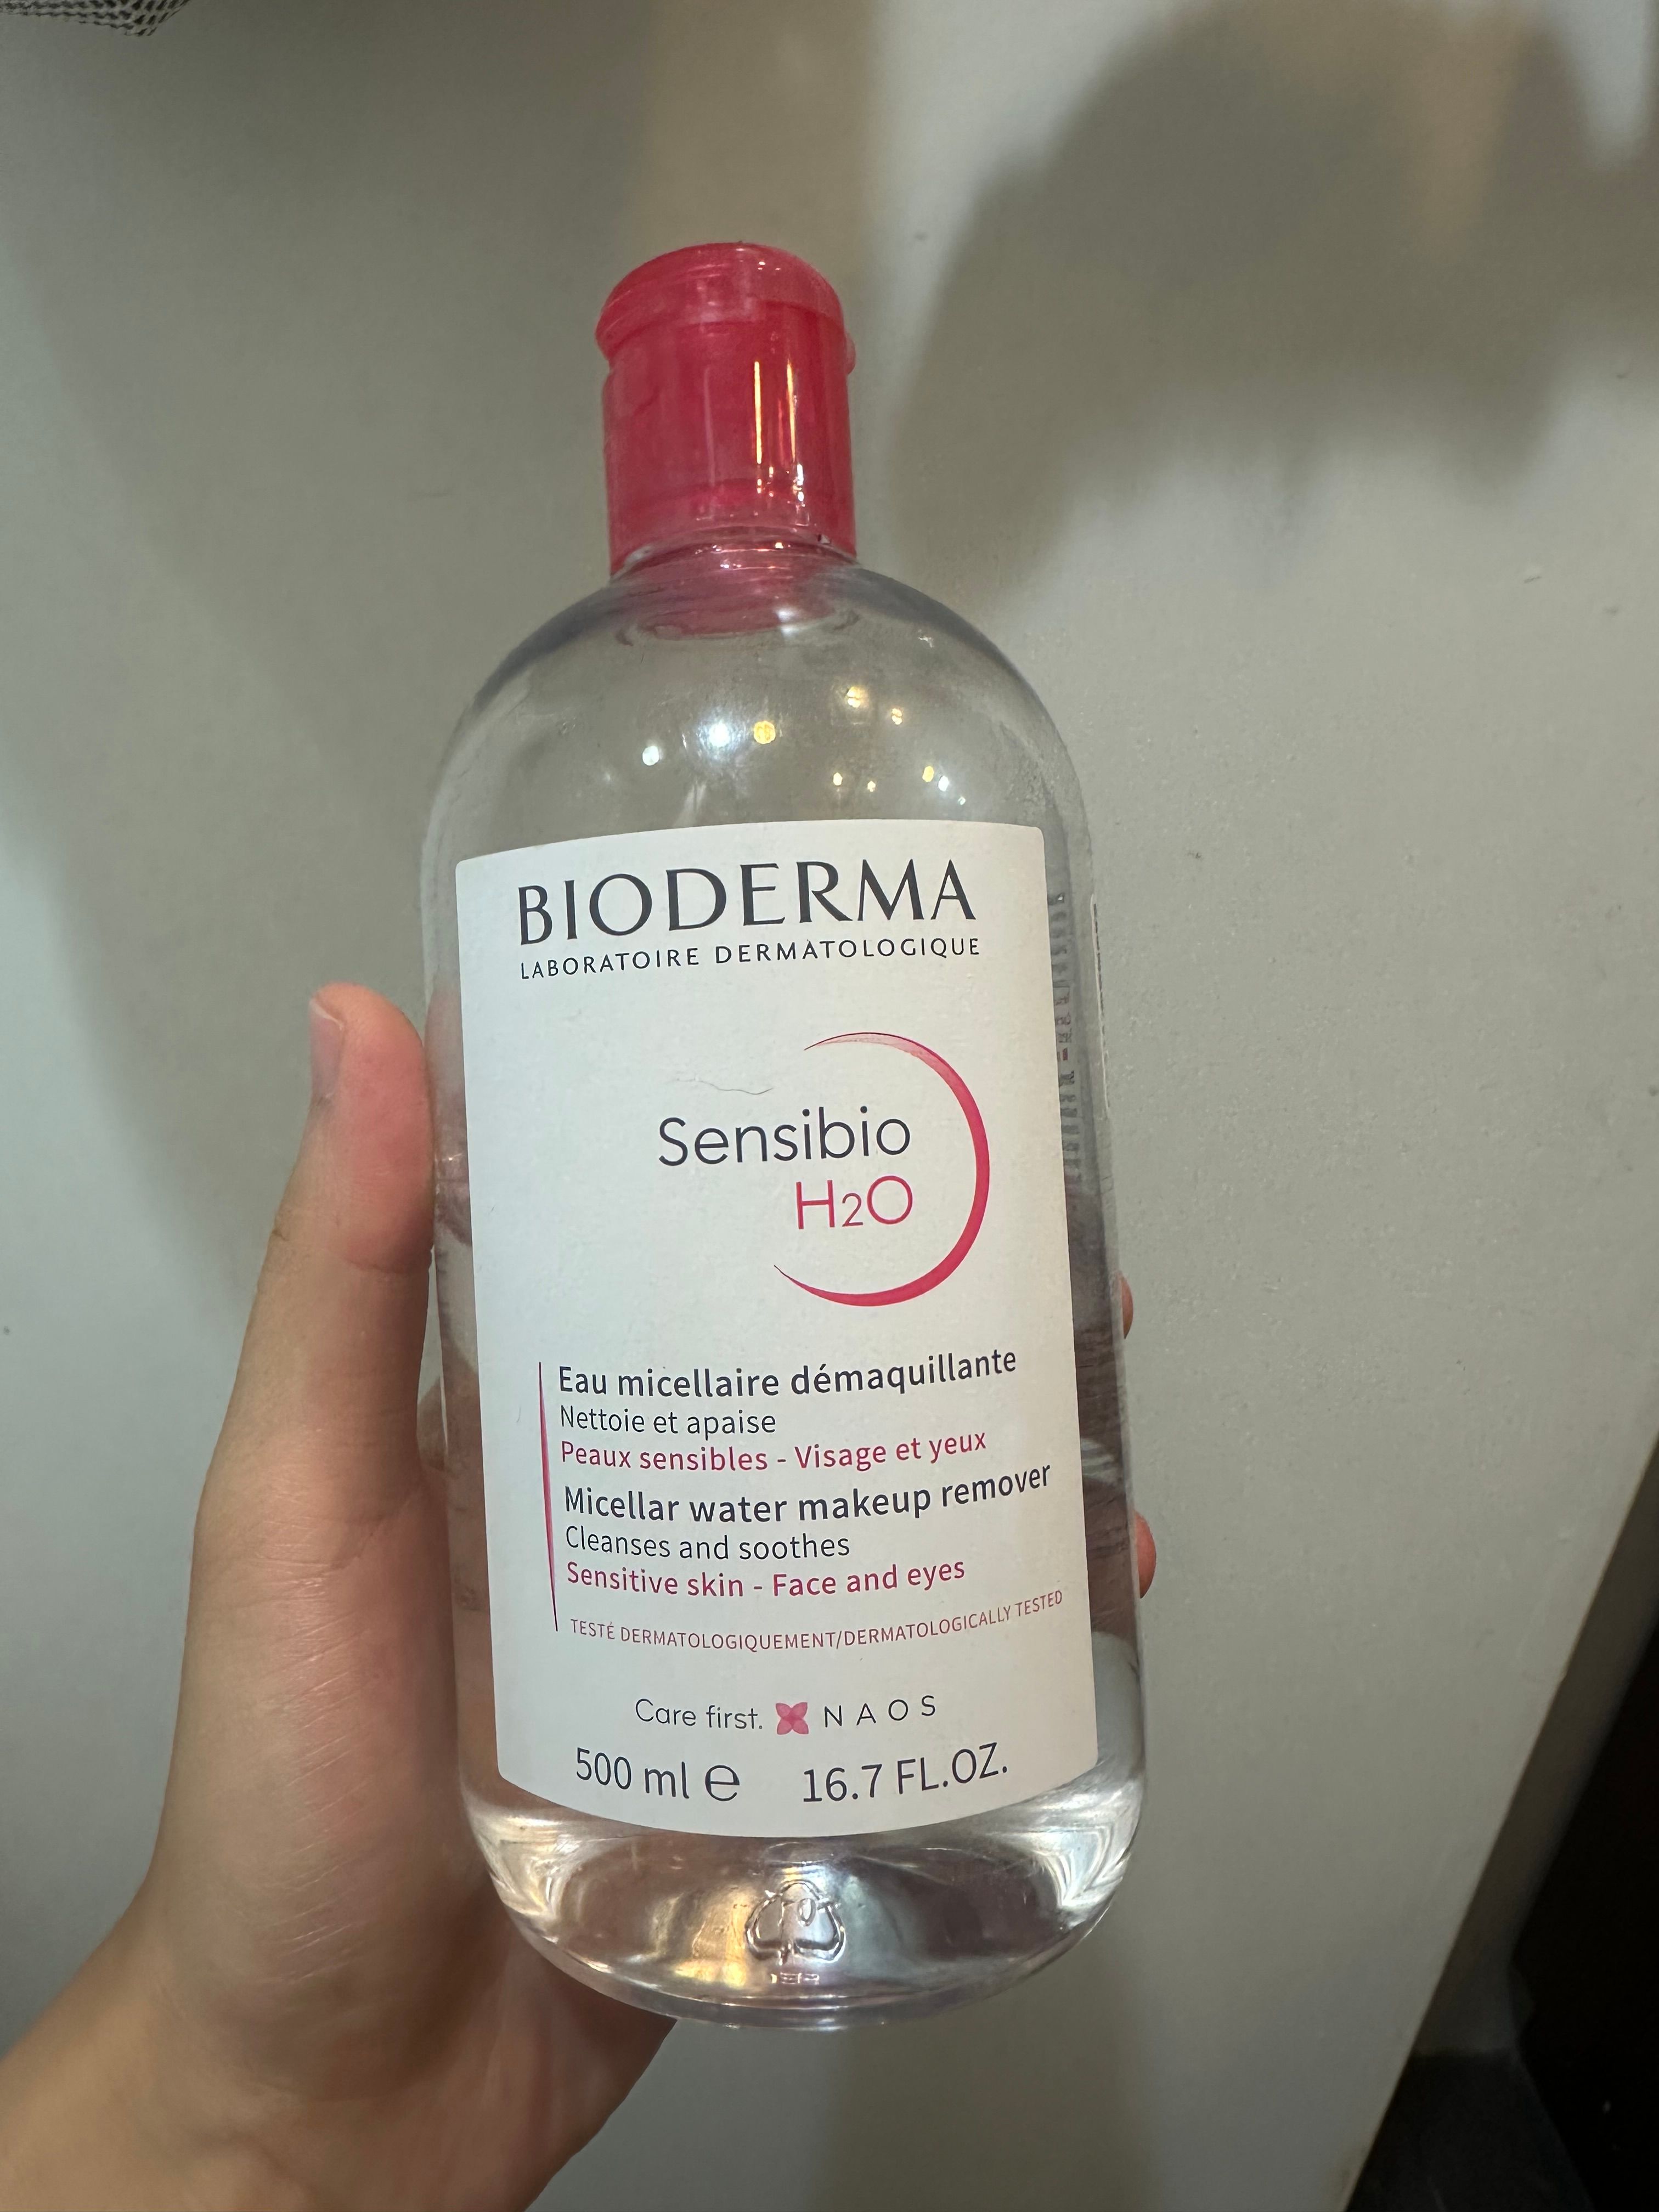 BIODERMA
LABORATOIRE DERMATOLOGIQUE
Sensibio
H2O
Eau micellaire démaquillante
Nettoie et apaise
Peaux sensibles - Visage et yeux
Micellar water makeup remover
Cleanses and soothes
Sensitive skin - Face and eyes
TESTÉ DERMATOLOGIQUEMENT/DERMATOLOGICALLY TESTED
Care first. NAOS
500 ml ℮ 16.7 FL.OZ.